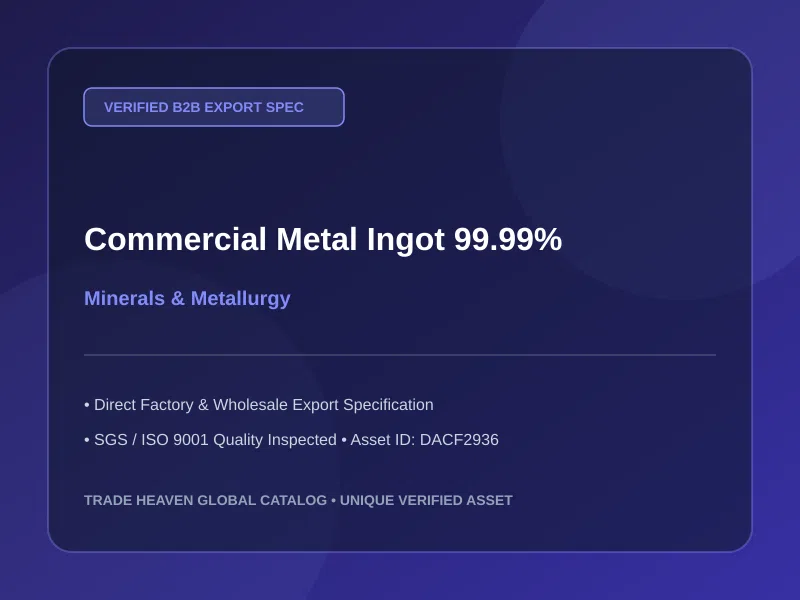 VERIFIED B2B EXPORT SPEC
Commercial Metal Ingot 99.99%
Minerals & Metallurgy
• Direct Factory & Wholesale Export Specification
• SGS / ISO 9001 Quality Inspected • Asset ID: DACF2936
TRADE HEAVEN GLOBAL CATALOG • UNIQUE VERIFIED ASSET